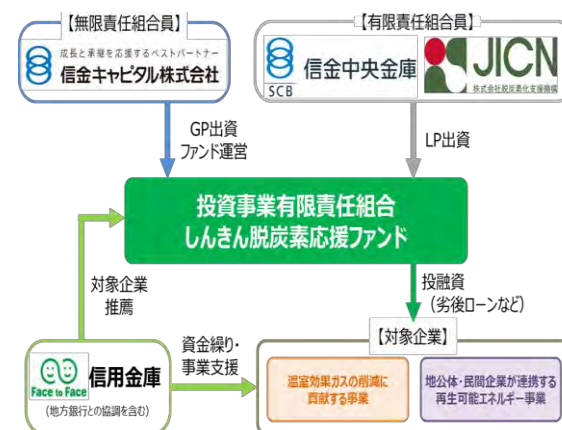 【無限責任組合員】
成長と承継を応援するベストパートナー
信金キャピタル株式会社
【有限責任組合員】
SCB
信金中央金庫
JICN
株式会社脱炭素化支援機構
GP出資
ファンド運営
LP出資
投資事業有限責任組合
しんきん脱炭素応援ファンド
対象企業
推薦
投融資
(劣後ローンなど)
Face to Face
信用金庫
(地方銀行との協調を含む)
資金繰り・
事業支援
【対象企業】
温室効果ガスの削減に
貢献する事業
地公体・民間企業が連携する
再生可能エネルギー事業